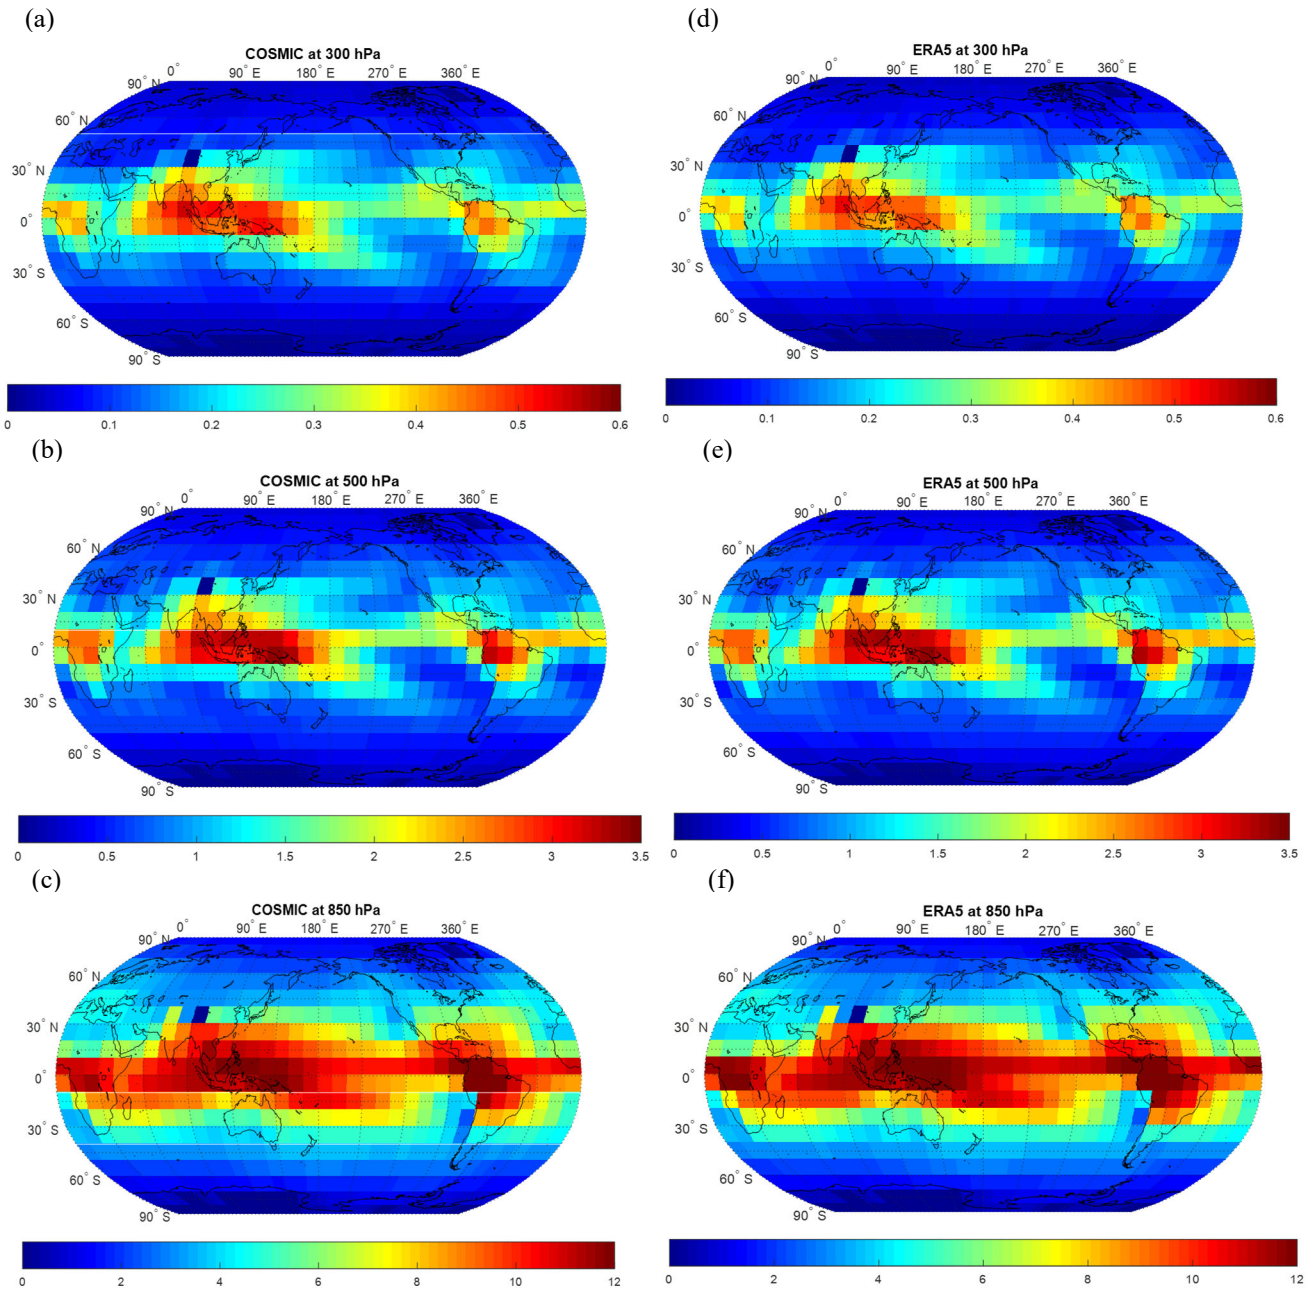 (a)
COSMIC at 300 hPa
0° 90° E 180° E 270° E 360° E
90° N
60° N
30° N
0°
30° S
60° S
90° S
0 0.1 0.2 0.3 0.4 0.5 0.6
(d)
ERA5 at 300 hPa
0° 90° E 180° E 270° E 360° E
90° N
60° N
30° N
0°
30° S
60° S
90° S
0 0.1 0.2 0.3 0.4 0.5 0.6
(b)
COSMIC at 500 hPa
0° 90° E 180° E 270° E 360° E
90° N
60° N
30° N
0°
30° S
60° S
90° S
0 0.5 1 1.5 2 2.5 3 3.5
(e)
ERA5 at 500 hPa
0° 90° E 180° E 270° E 360° E
90° N
60° N
30° N
0°
30° S
60° S
90° S
0 0.5 1 1.5 2 2.5 3 3.5
(c)
COSMIC at 850 hPa
0° 90° E 180° E 270° E 360° E
90° N
60° N
30° N
0°
30° S
60° S
90° S
0 2 4 6 8 10 12
(f)
ERA5 at 850 hPa
0° 90° E 180° E 270° E 360° E
90° N
60° N
30° N
0°
30° S
60° S
90° S
0 2 4 6 8 10 12